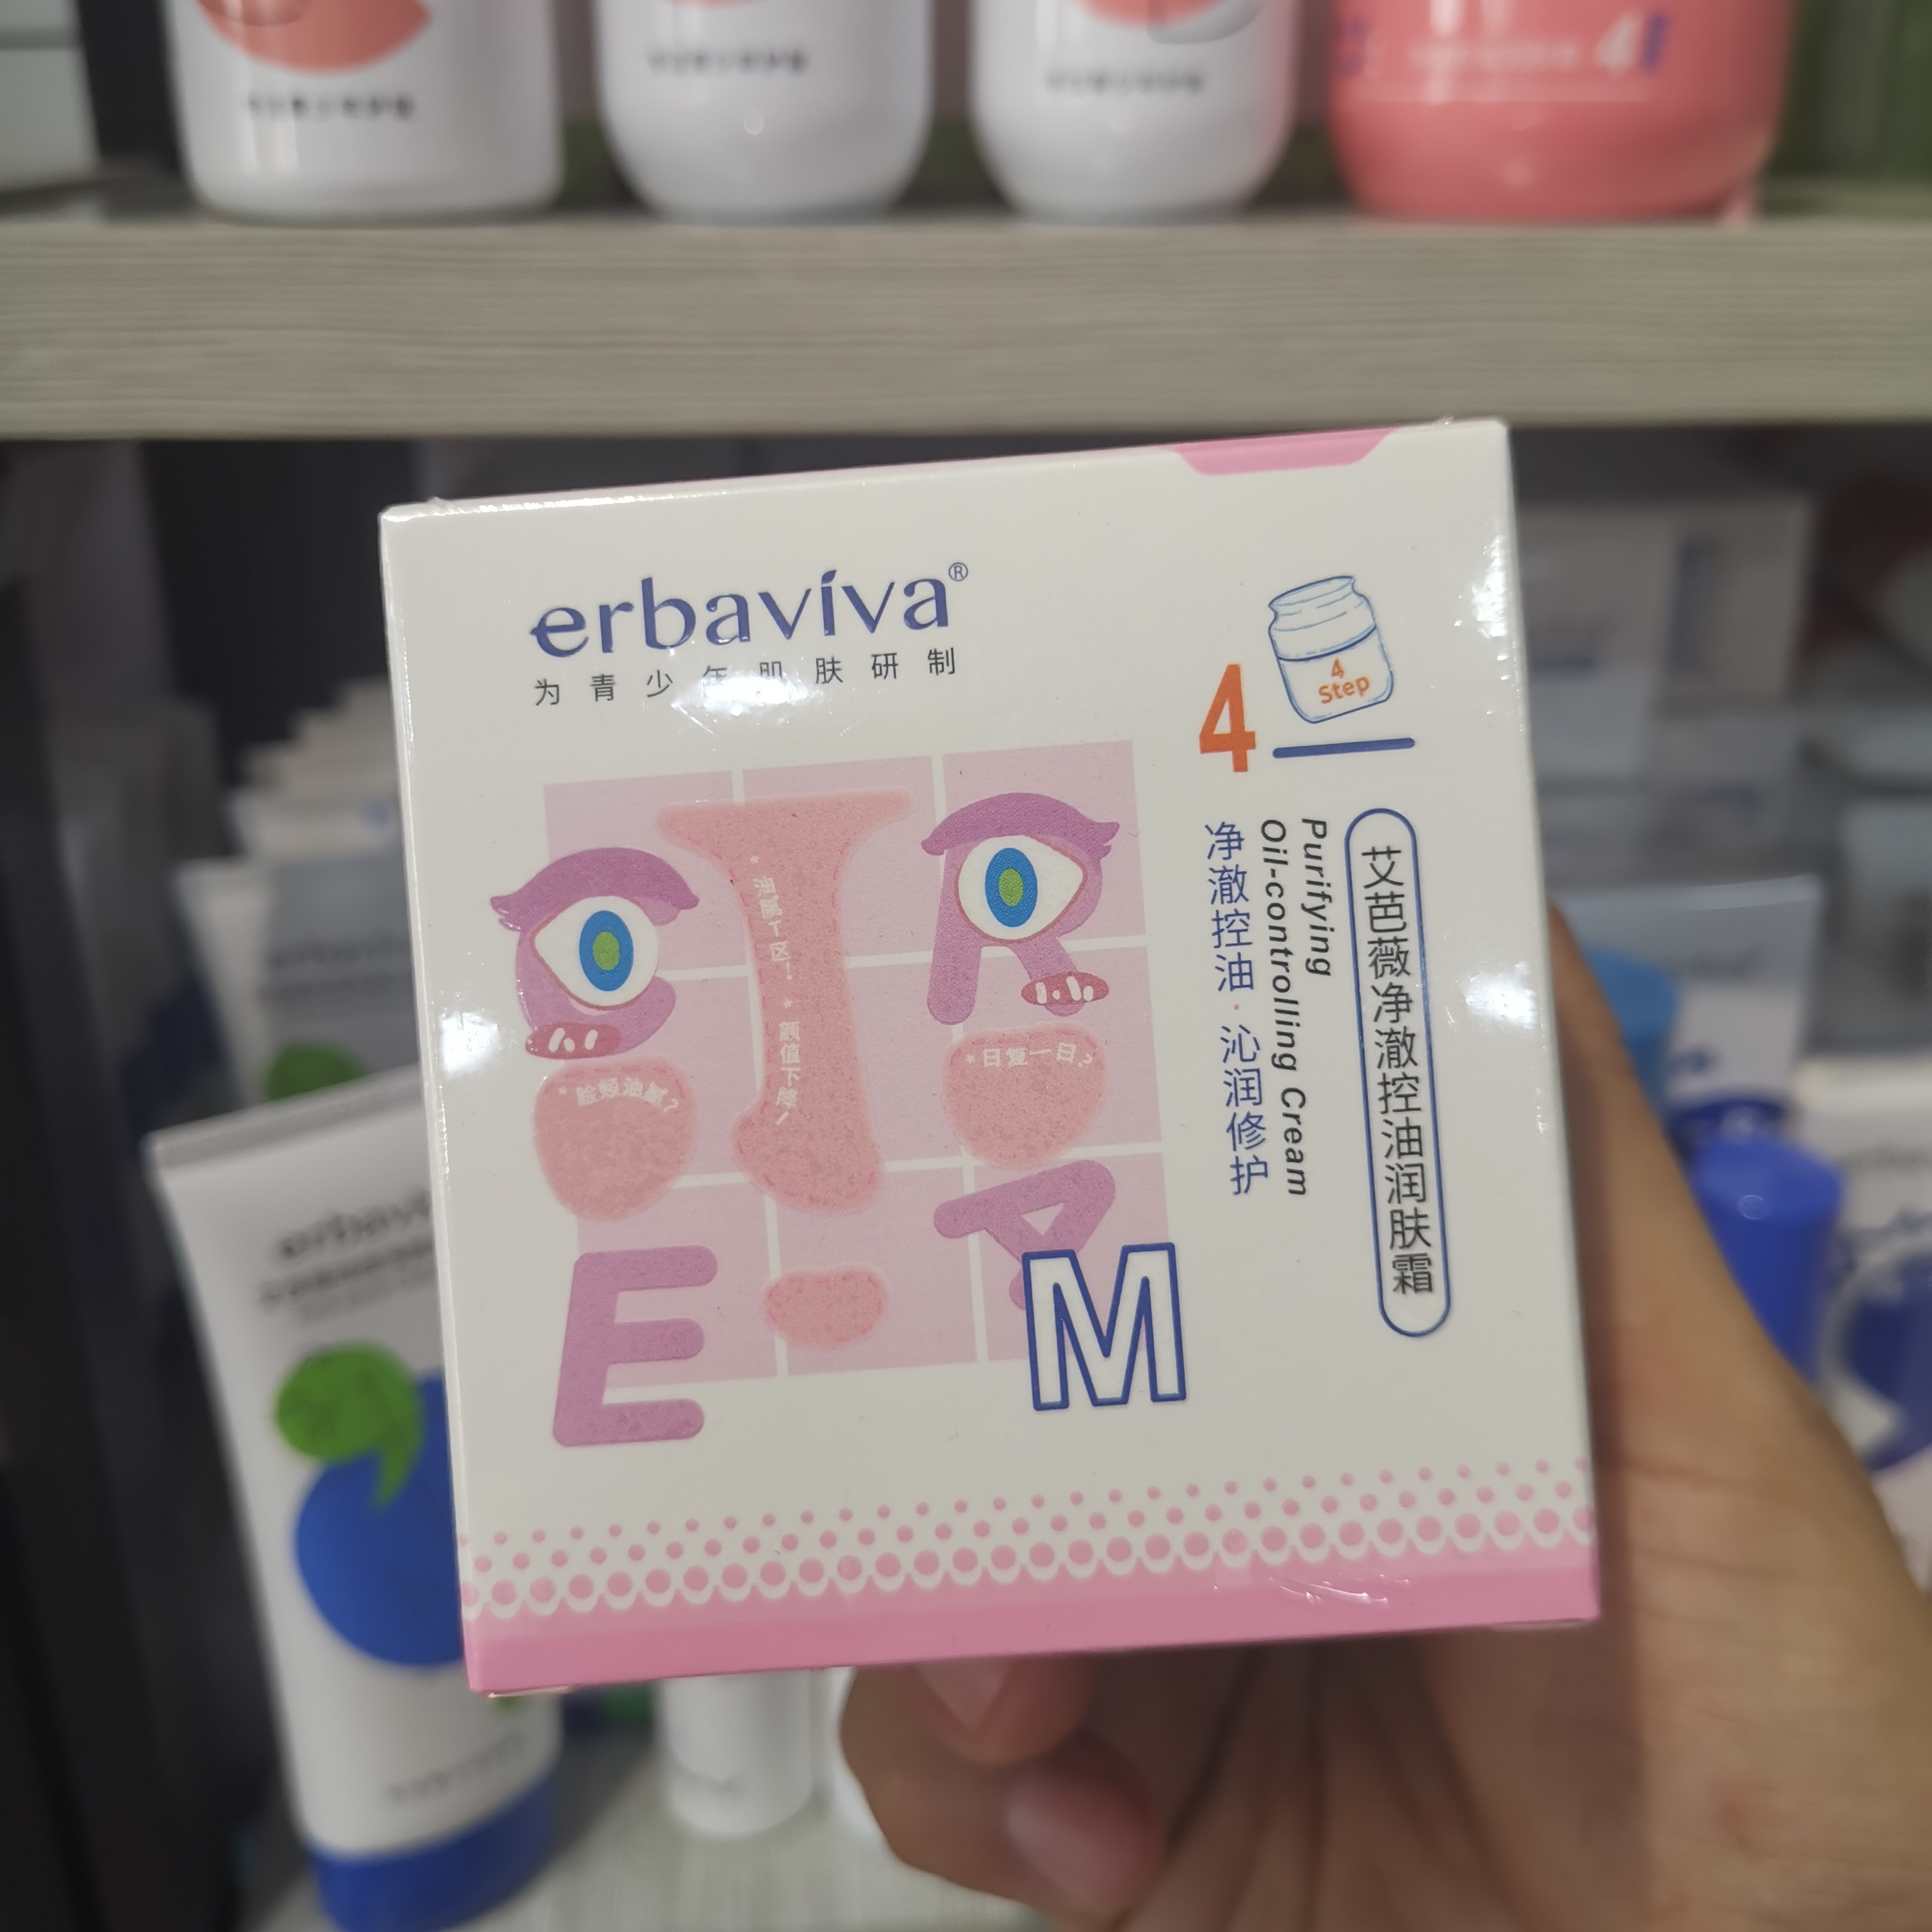 erbaviva®
为青少年肌肤研制
4
4
Step
艾芭薇净澈控油润肤霜
Purifying
Oil-controlling Cream
净澈控油·沁润修护
*油腻T区!
*颜值下降/
*脸颊油腻?
*日复一日?
C
R
E
A
M
erbaviva